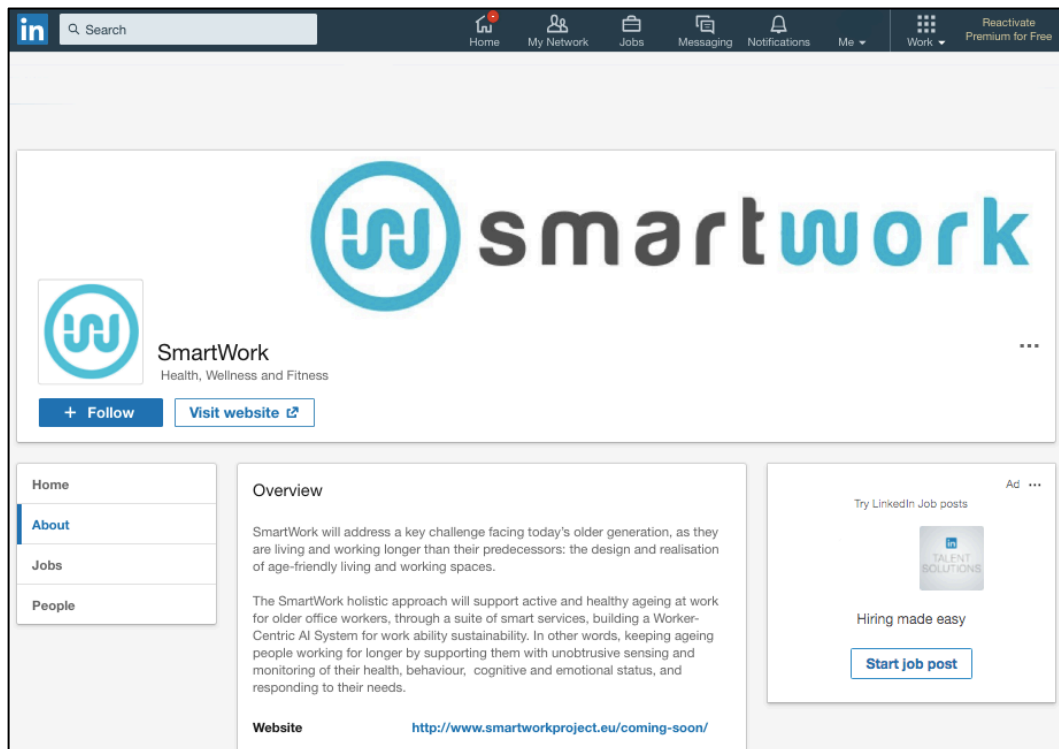 in
Search
Home
My Network
Jobs
Messaging
Notifications
Me
Work
Reactivate
Premium for Free
smartwork
SmartWork
Health, Wellness and Fitness
+ Follow
Visit website
Home
About
Jobs
People
Overview
SmartWork will address a key challenge facing today's older generation, as they
are living and working longer than their predecessors: the design and realisation
of age-friendly living and working spaces.
The SmartWork holistic approach will support active and healthy ageing at work
for older office workers, through a suite of smart services, building a Worker-
Centric AI System for work ability sustainability. In other words, keeping ageing
people working for longer by supporting them with unobtrusive sensing and
monitoring of their health, behaviour, cognitive and emotional status, and
responding to their needs.
Website http://www.smartworkproject.eu/coming-soon/
Ad ...
Try LinkedIn Job posts
in
TALENT
SOLUTIONS
Hiring made easy
Start job post